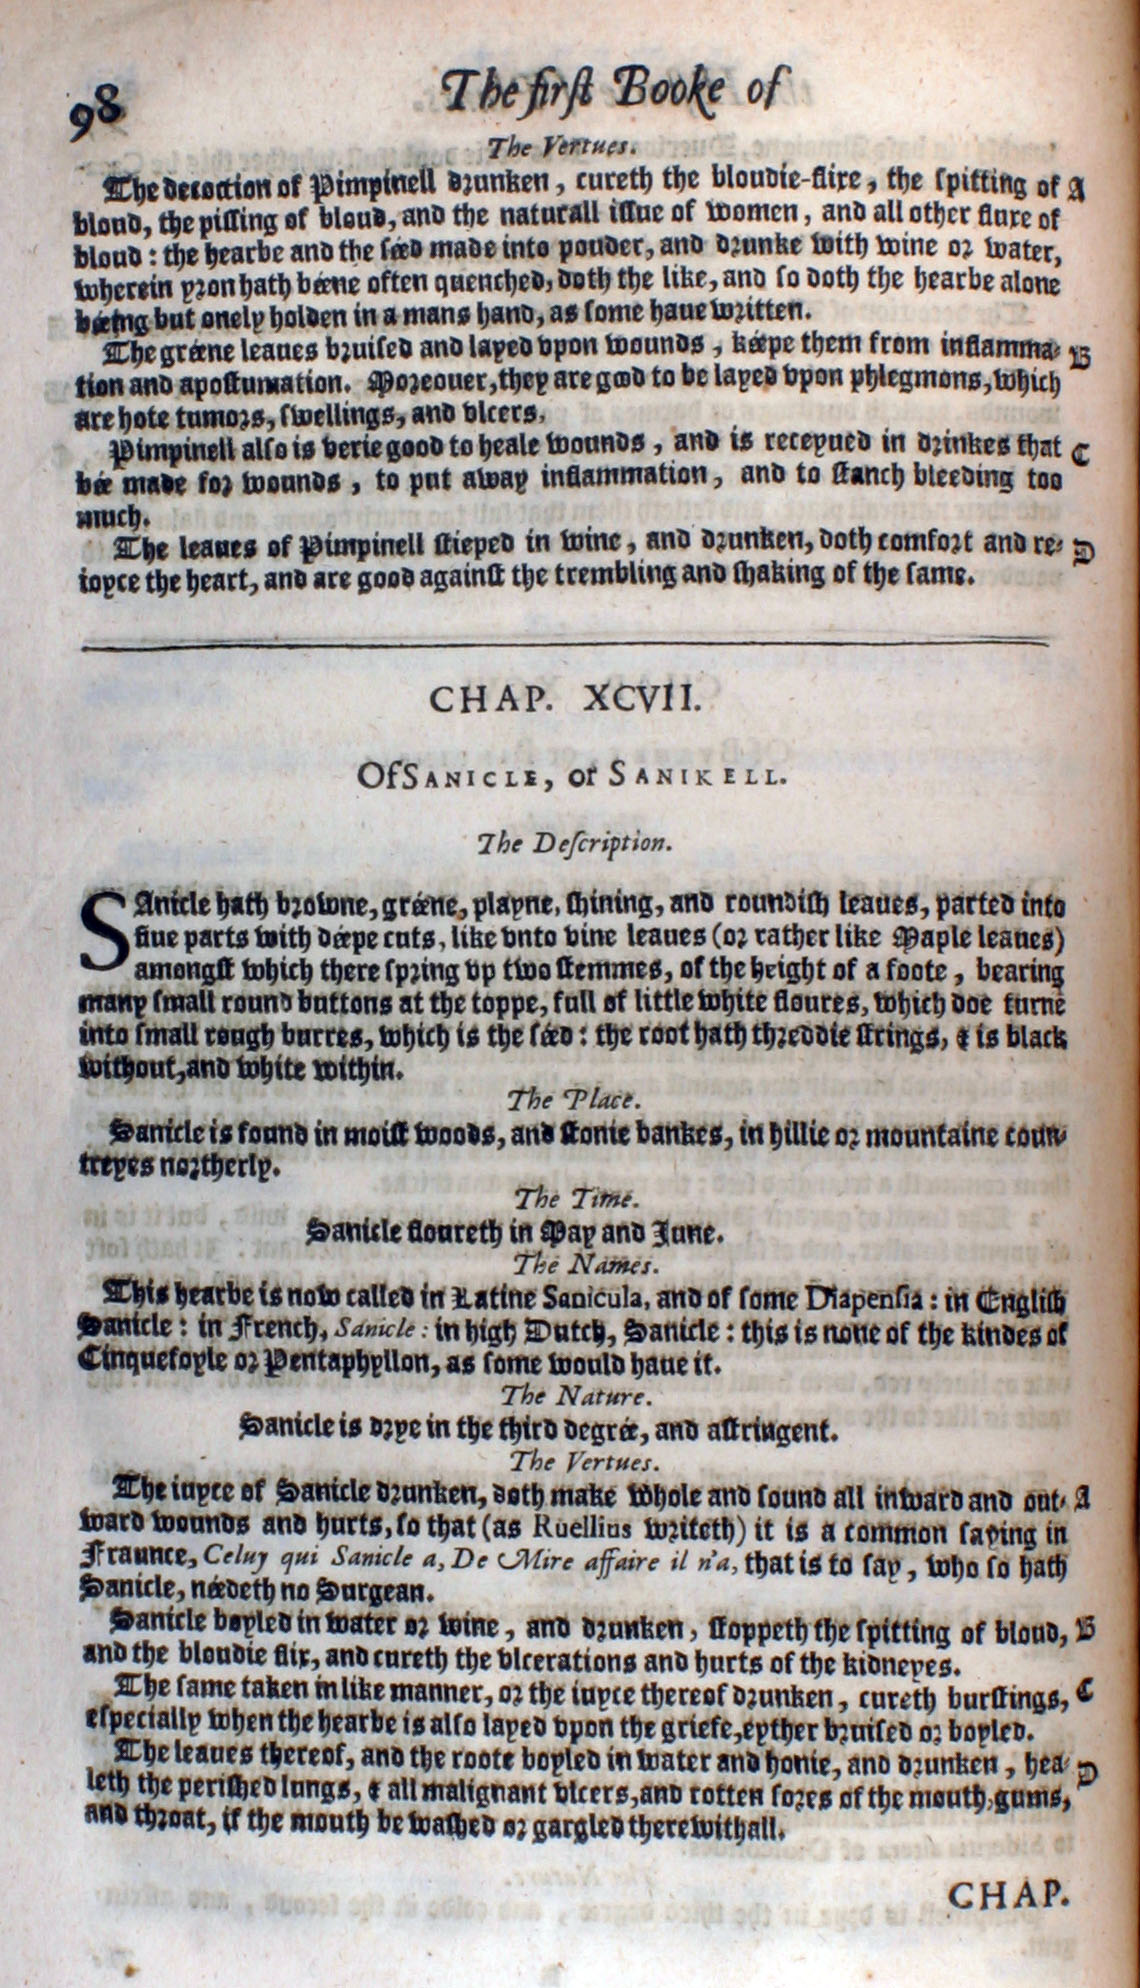 98
The firſt Booke of
The Vertues.
The decoction of Pimpinell drunken, cureth the bloudie-flixe, the ſpitting of A
bloud, the piſſing of bloud, and the naturall iſſue of women, and all other fluxe of
bloud: the hearbe and the ſéed made into pouder, and drunke with wine or water,
wherein yron hath béene often quenched, doth the like, and ſo doth the hearbe alone
béeing but onely holden in a mans hand, as ſome haue written.
The gréene leaues bruiſed and layed vpon wounds, kéepe them from inflamma- B
tion and apoſtumation. Moreouer, they are good to be layed vpon phlegmons, which
are hote tumors, ſwellings, and vlcers.
Pimpinell alſo is verie good to heale wounds, and is receyued in drinkes that C
bée made for wounds, to put away inflammation, and to ſtanch bleeding too
much.
The leaues of Pimpinell ſtieped in wine, and drunken, doth comfort and re- D
ioyce the heart, and are good againſt the trembling and ſhaking of the ſame.
CHAP. XCVII.
Of SANICLE, or SANIKELL.
The Deſcription.
SAnicle hath browne, gréene, playne, ſhining, and roundiſh leaues, parted into
fiue parts with déepe cuts, like vnto vine leaues (or rather like Maple leaues)
amongſt which there ſpring vp two ſtemmes, of the height of a foote, bearing
many ſmall round buttons at the toppe, full of little white floures, which doe turne
into ſmall rough burres, which is the ſéed: the root hath threddie ſtrings, & is black
without, and white within.
The Place.
Sanicle is found in moiſt woods, and ſtonie bankes, in hillie or mountaine coun-
treyes northerly.
The Time.
Sanicle floureth in May and June.
The Names.
This hearbe is now called in Latine Sanicula, and of ſome Diapenſia: in Engliſh
Sanicle: in French, Sanicle: in high Dutch, Sanicle: this is none of the kindes of
Cinquefoyle or Pentaphyllon, as ſome would haue it.
The Nature.
Sanicle is drye in the third degrée, and aſtringent.
The Vertues.
The iuyce of Sanicle drunken, doth make whole and ſound all inward and out- A
ward wounds and hurts, ſo that (as Ruellius writeth) it is a common ſaying in
Fraunce, Celuy qui Sanicle a, De Mire affaire il n'a, that is to ſay, who ſo hath
Sanicle, néedeth no Surgean.
Sanicle boyled in water or wine, and drunken, ſtoppeth the ſpitting of bloud, B
and the bloudie flix, and cureth the vlcerations and hurts of the kidneyes.
The ſame taken in like manner, or the iuyce thereof drunken, cureth burſtings, C
eſpecially when the hearbe is alſo layed vpon the griefe, eyther bruiſed or boyled.
The leaues thereof, and the roote boyled in water and honie, and drunken, hea- D
leth the periſhed lungs, & all malignant vlcers, and rotten ſores of the mouth, gums,
and throat, if the mouth be waſhed or gargled therewithall.
CHAP.